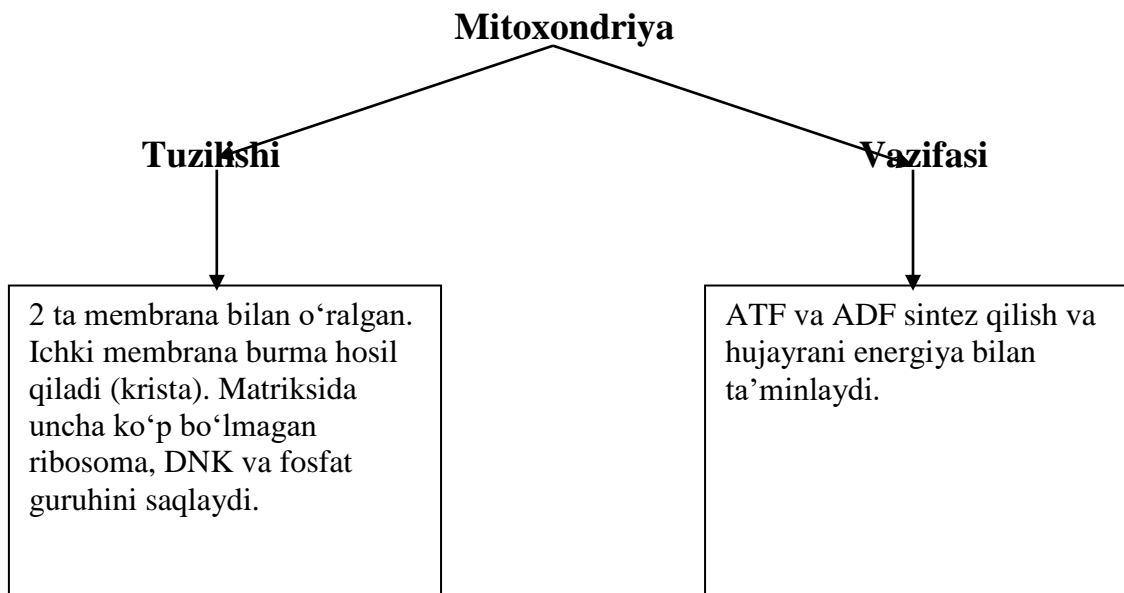 Mitoxondriya
Tuzilishi
Vazifasi
2 ta membrana bilan o‘ralgan.
Ichki membrana burma hosil
qiladi (krista). Matriksida
uncha ko‘p bo‘lmagan
ribosoma, DNK va fosfat
guruhini saqlaydi.
ATF va ADF sintez qilish va
hujayrani energiya bilan
ta’minlaydi.